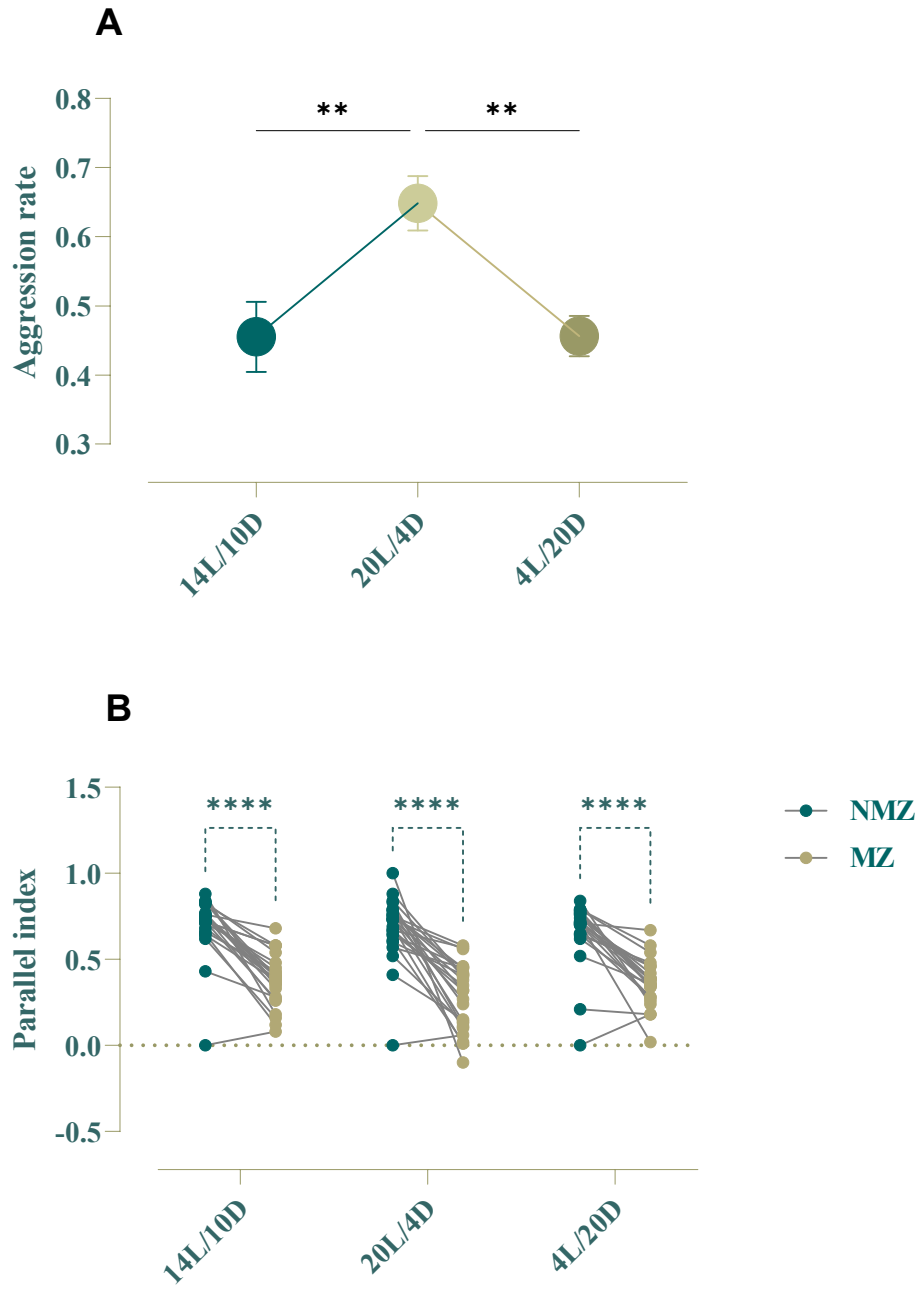 A
** **
0.8
0.7
0.6
0.5
0.4
0.3
Aggression rate
14L/10D 20L/4D 4L/20D
B
**** **** ****
1.5
1.0
0.5
0.0
-0.5
Parallel index
NMZ
MZ
14L/10D 20L/4D 4L/20D